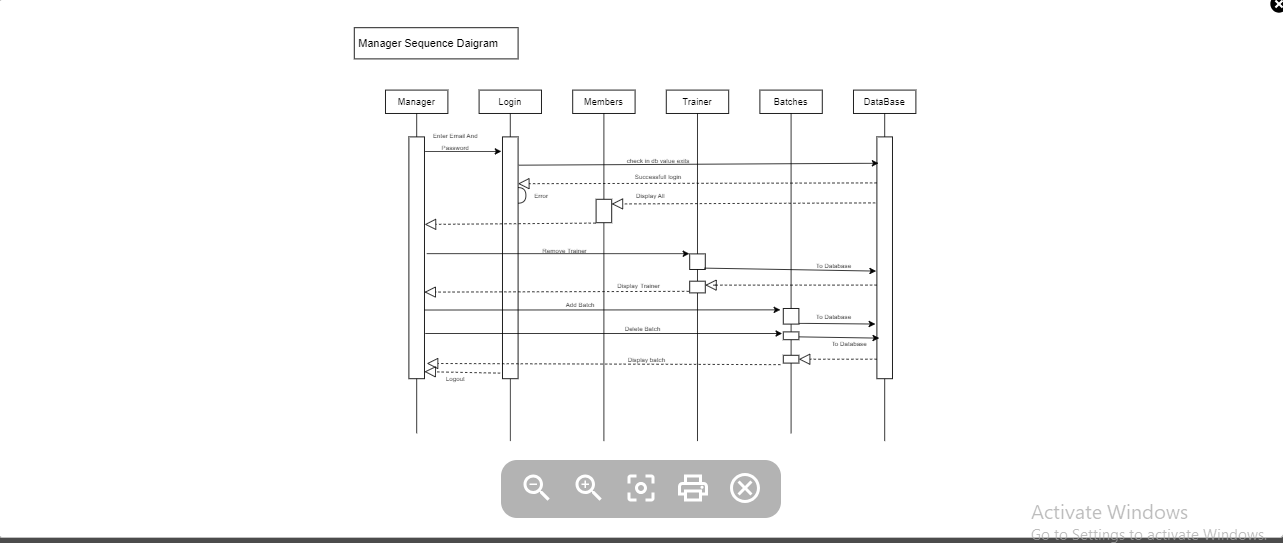 Manager Sequence Daigram
Manager
Login
Members
Trainer
Batches
DataBase
Enter Email And
Password
check in db value exits
Successfull login
Error
Display All
Remove Trainer
To Database
Display Trainer
Add Batch
To Database
Delete Batch
To Database
Display batch
Logout
Activate Windows
Go to Settings to activate Windows.